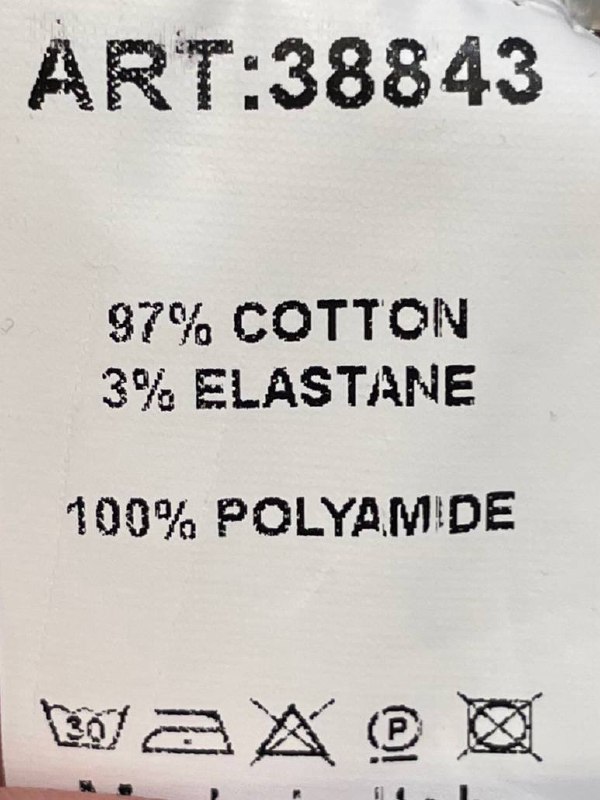 ART:38843
97% COTTON
3% ELASTANE
100% POLYAMIDE
30 P